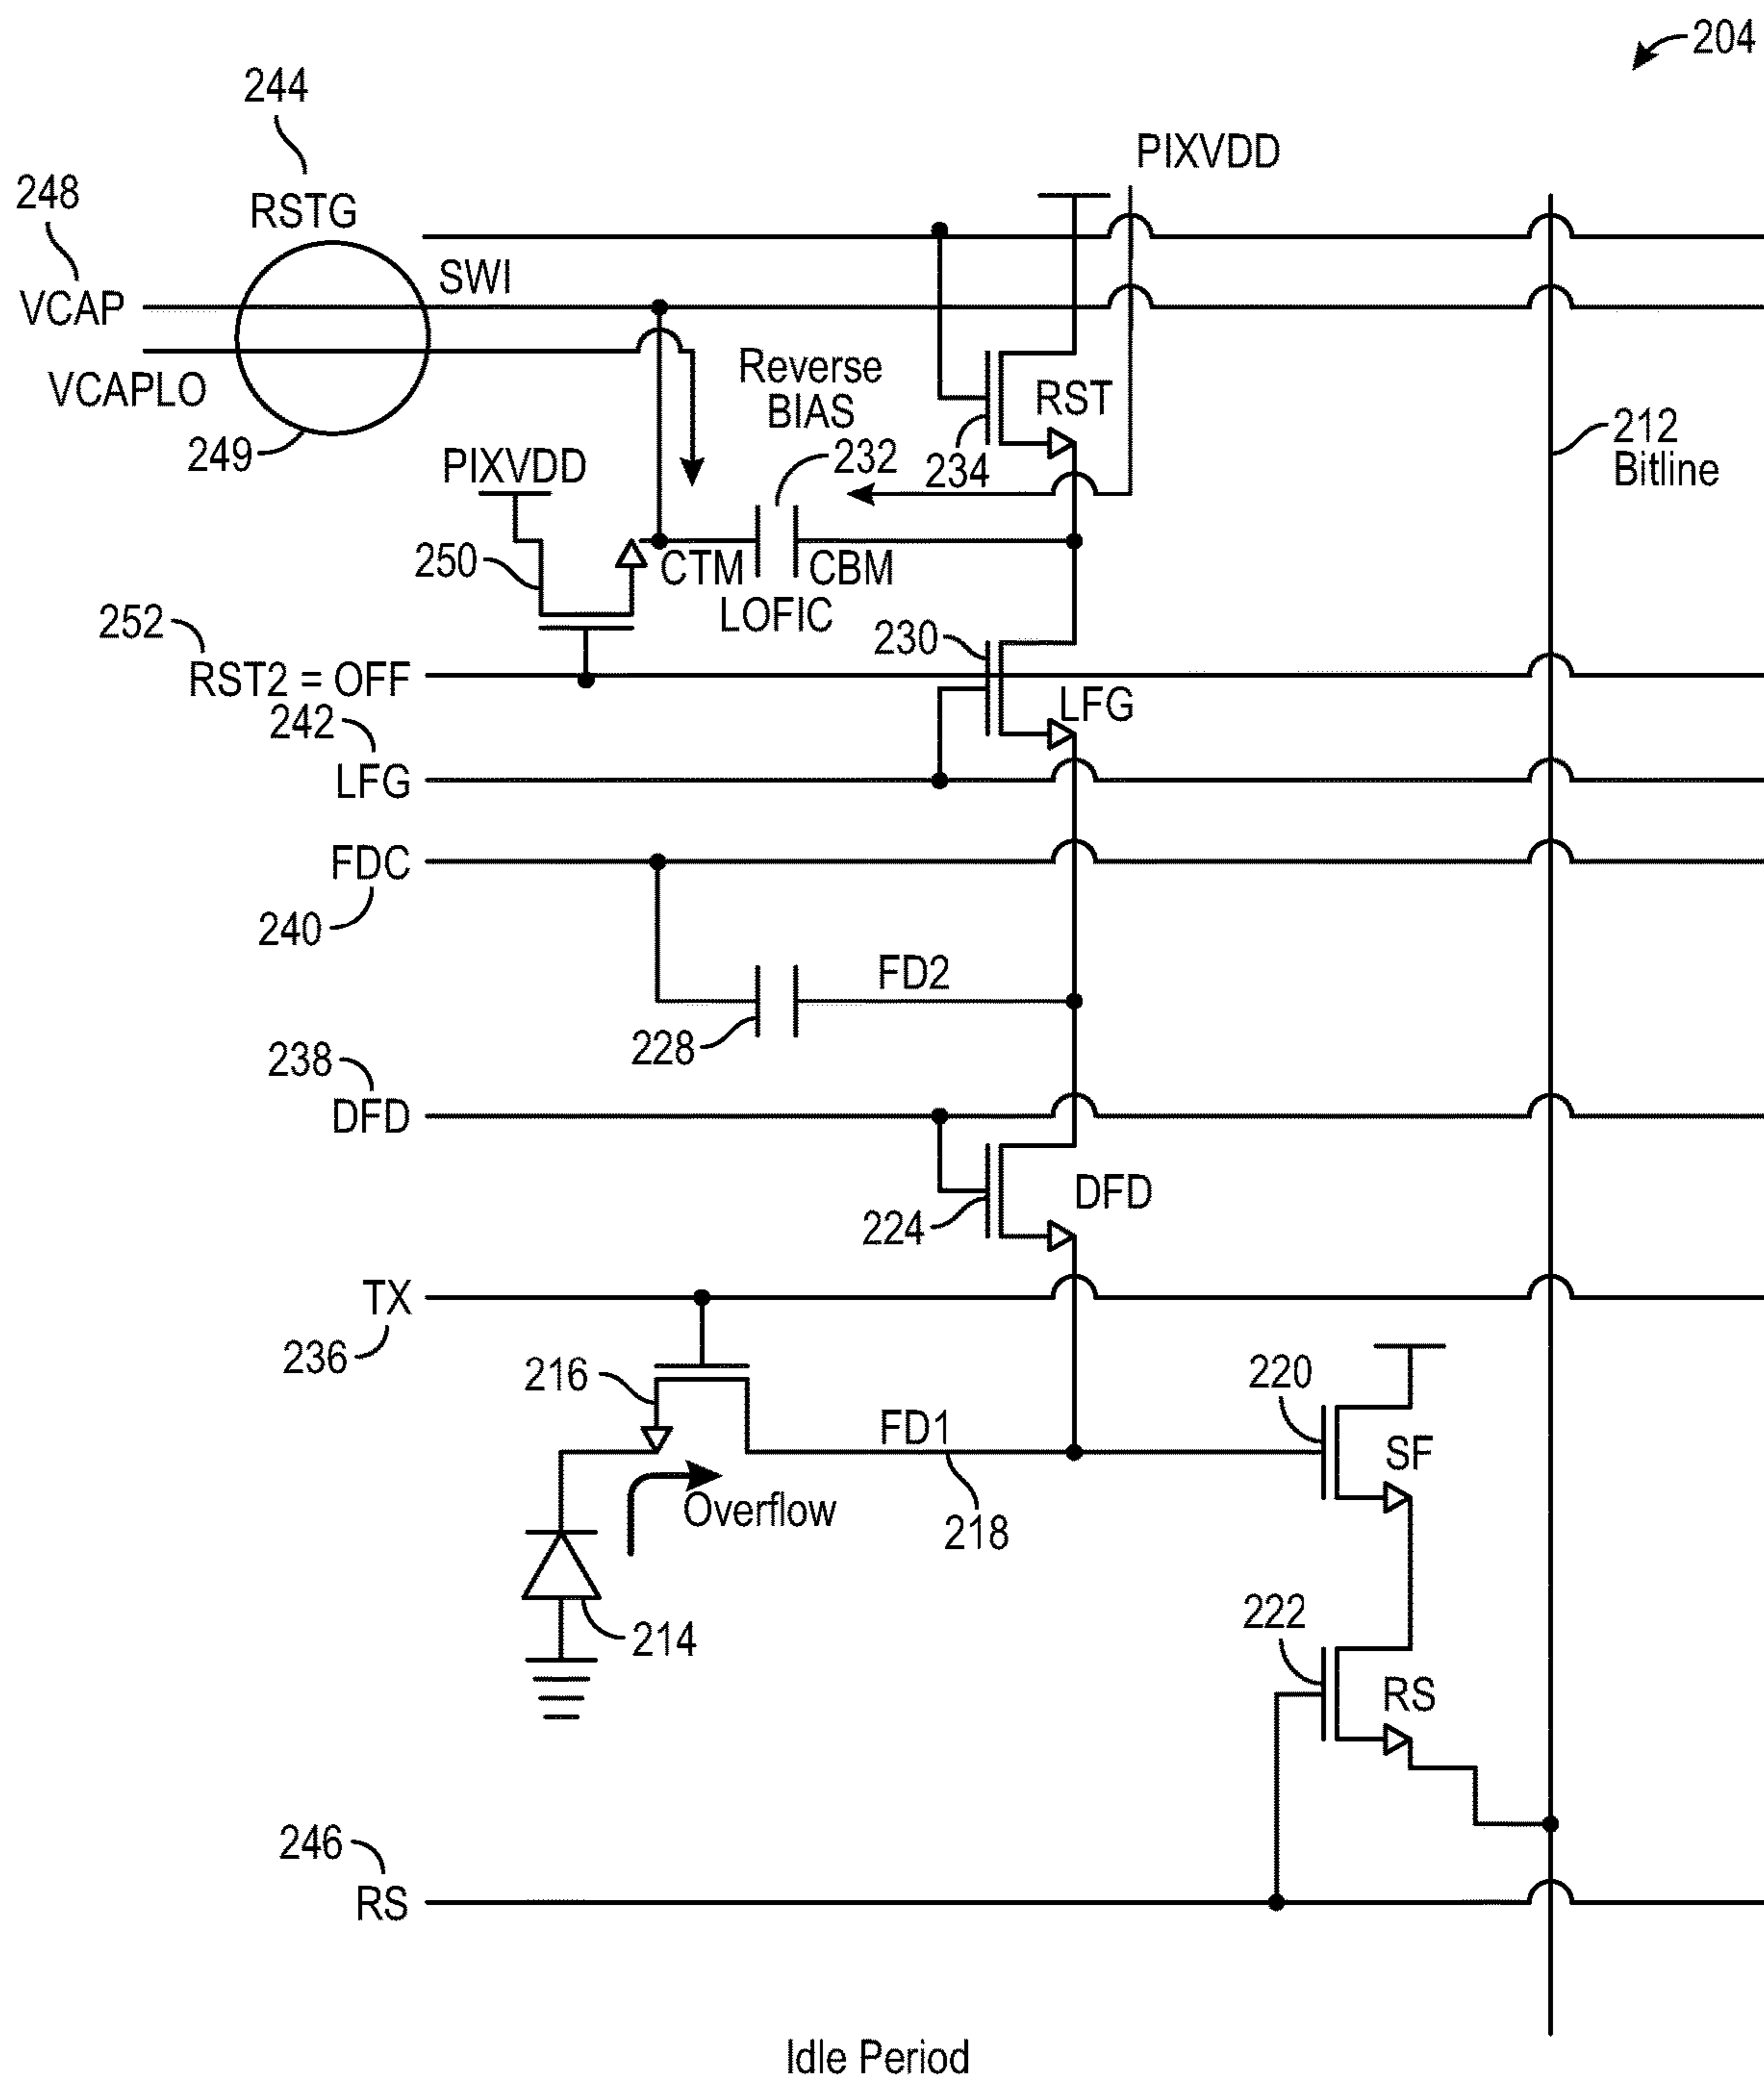 204
244
PIXVDD
248
RSTG
SWI
VCAP
Reverse
BIAS
RST
VCAPLO
212
Bitline
249
PIXVDD
232
234
250
CTM
CBM
LOFIC
252
230
RST2 = OFF
242
LFG
LFG
FDC
240
FD2
228
238
DFD
DFD
224
TX
236
216
220
FD1
SF
Overflow
218
222
214
RS
246
RS
Idle Period